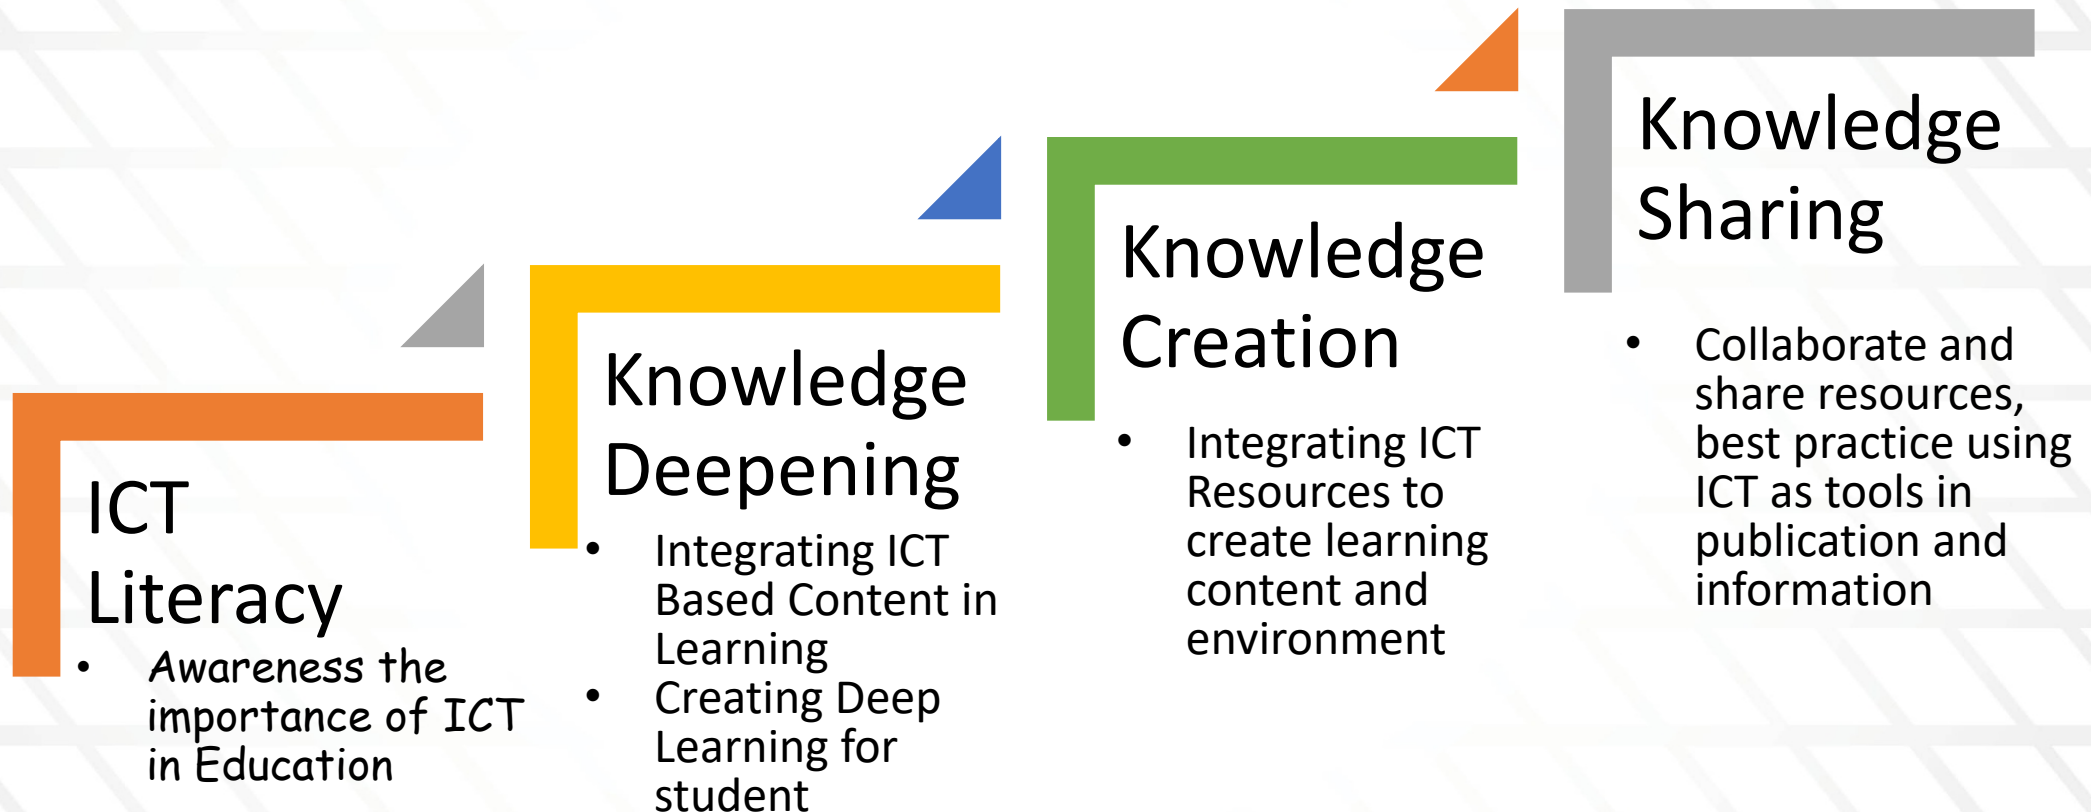 ICT
Literacy
• Awareness the
importance of ICT
in Education
Knowledge
Deepening
• Integrating ICT
Based Content in
Learning
• Creating Deep
Learning for
student
Knowledge
Creation
• Integrating ICT
Resources to
create learning
content and
environment
Knowledge
Sharing
• Collaborate and
share resources,
best practice using
ICT as tools in
publication and
information